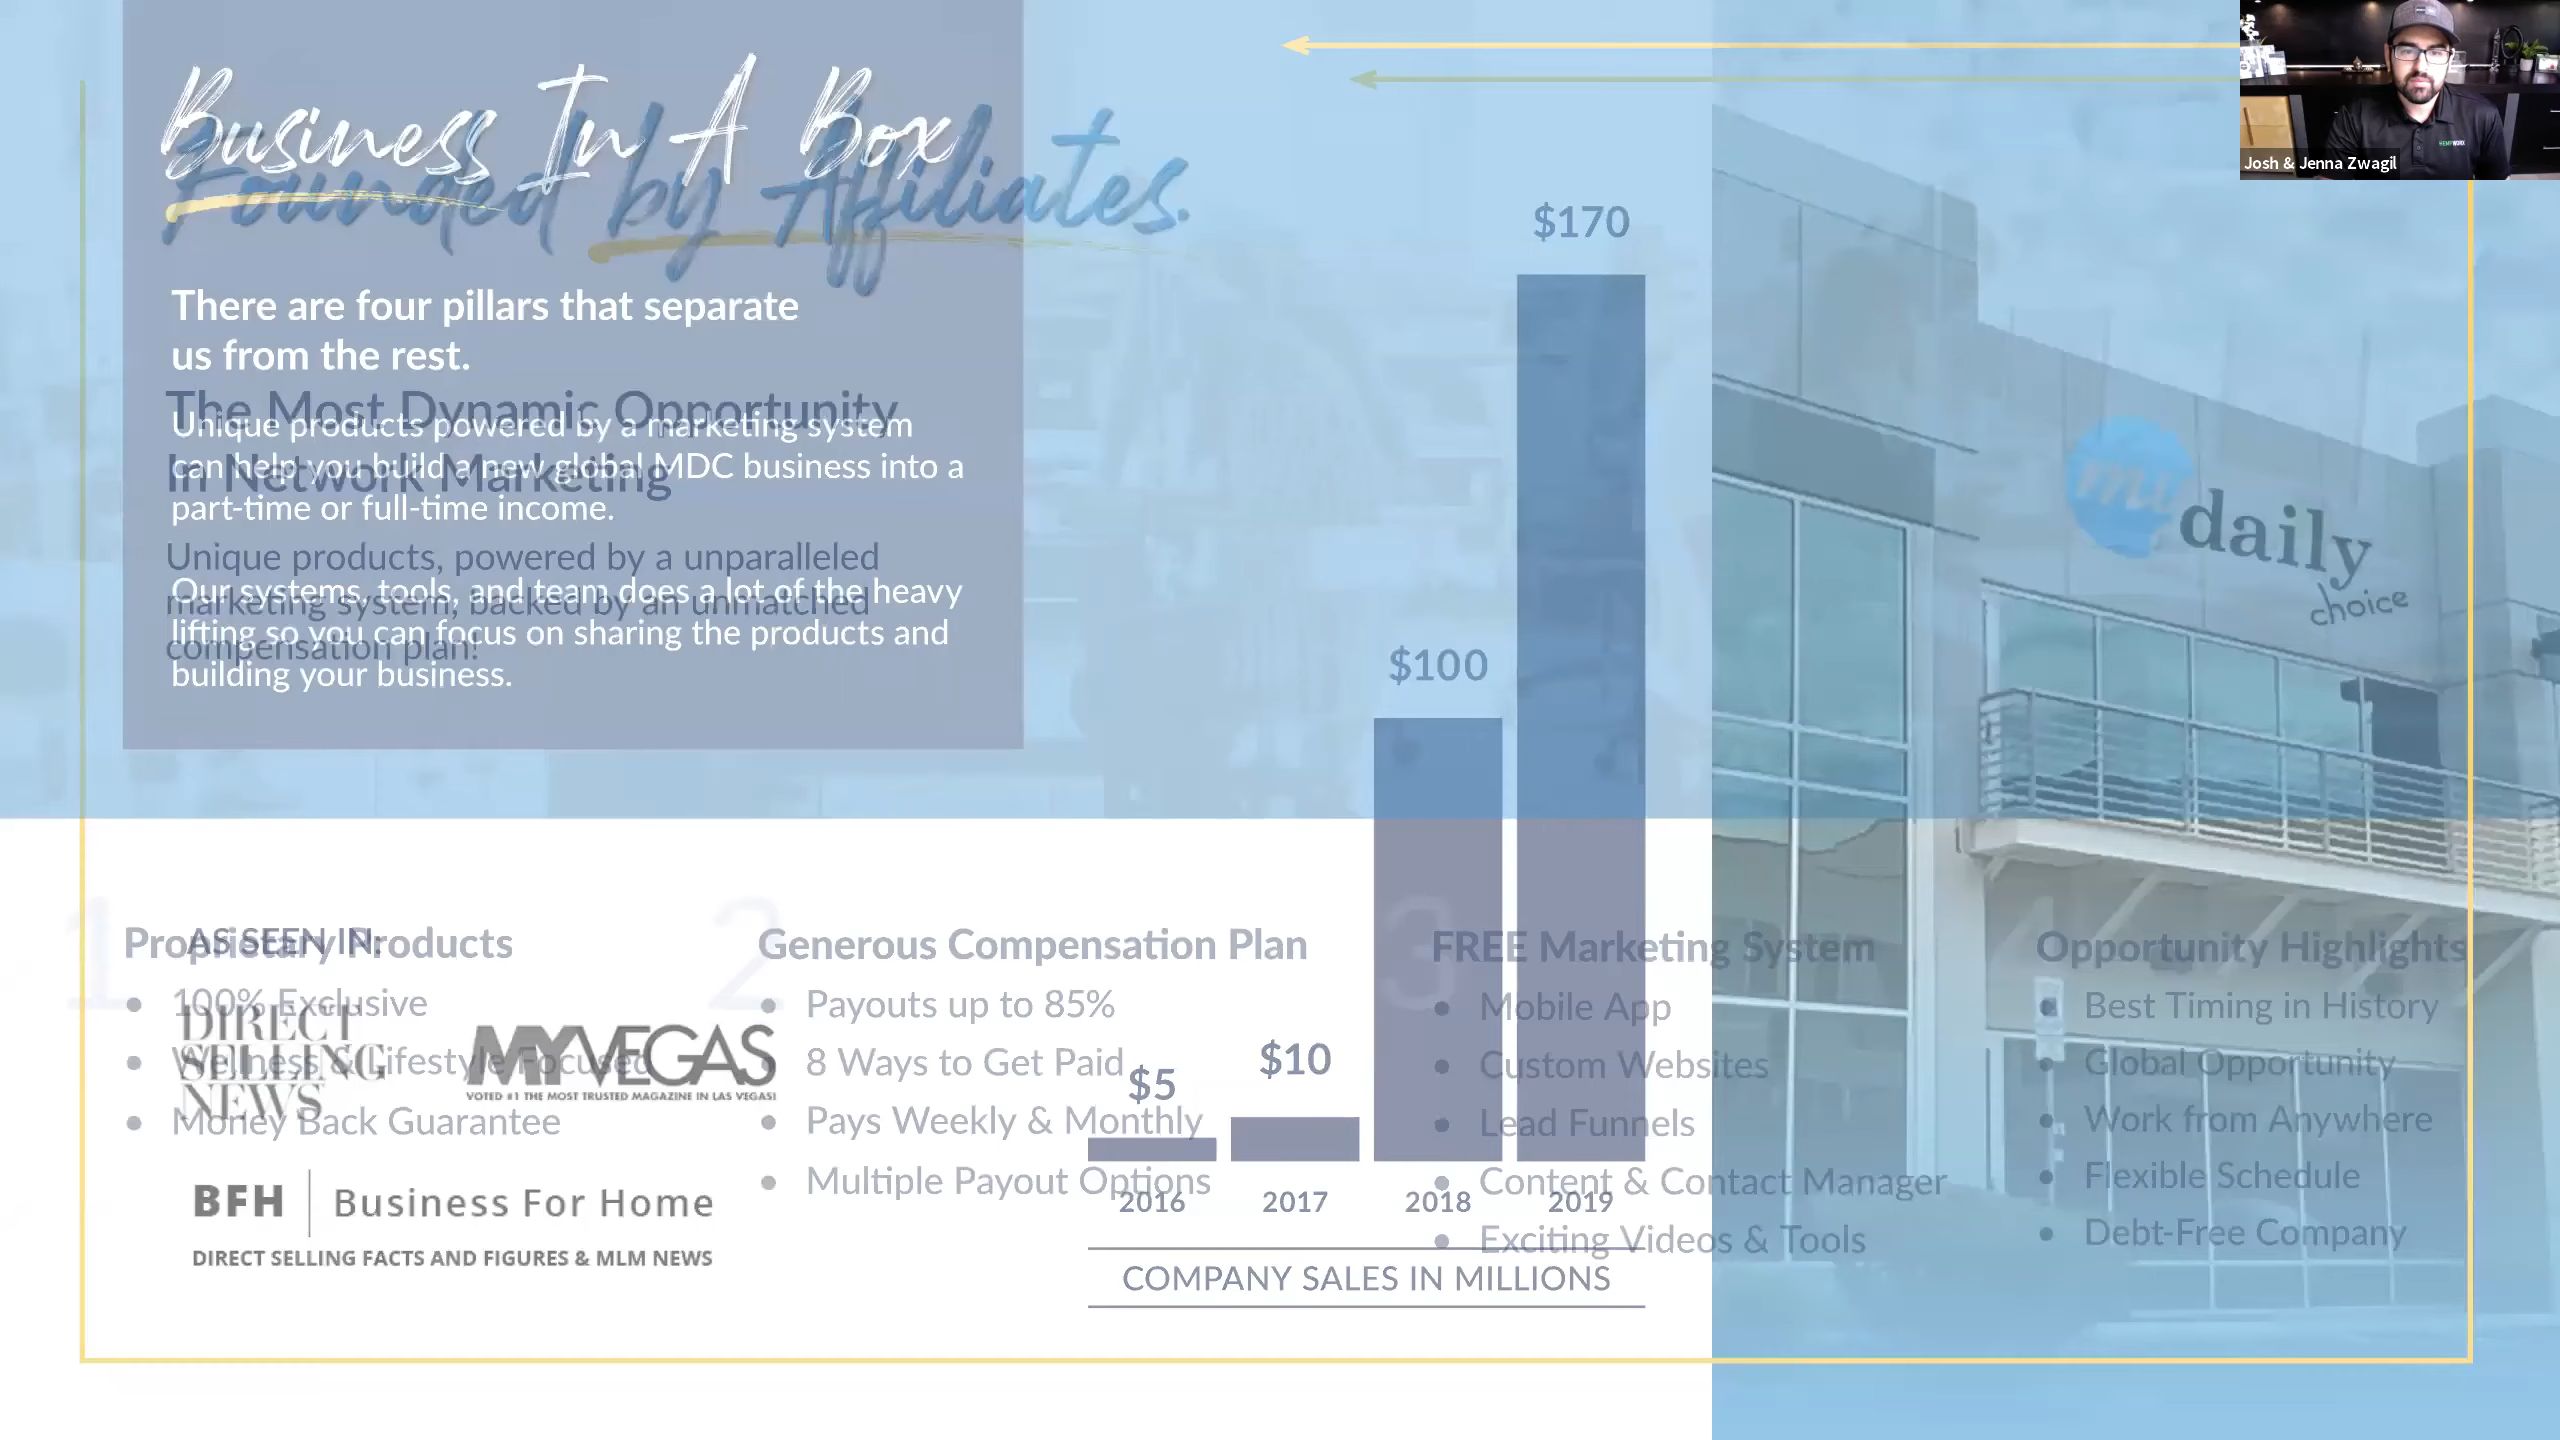 Business In A Box
Founded by Affiliates.
There are four pillars that separate
us from the rest.
The Most Dynamic Opportunity
In Network Marketing
Unique products powered by a marketing system
can help you build a new global MDC business into a
part-time or full-time income.
Unique products, powered by a unparalleled
marketing system, backed by an unmatched
compensation plan!
Our systems, tools, and team does a lot of the heavy
lifting so you can focus on sharing the products and
building your business.
Josh & Jenna Zwagil
HEMPWORX
my
daily
choice
$170
$100
$10
$5
2016 2017 2018 2019
COMPANY SALES IN MILLIONS
AS SEEN IN:
DIRECT
SELLING
NEWS
MYVEGAS
VOTED #1 THE MOST TRUSTED MAGAZINE IN LAS VEGAS!
BFH | Business For Home
DIRECT SELLING FACTS AND FIGURES & MLM NEWS
1
Proprietary Products
• 100% Exclusive
• Wellness & Lifestyle Focused
• Money Back Guarantee
2
Generous Compensation Plan
• Payouts up to 85%
• 8 Ways to Get Paid
• Pays Weekly & Monthly
• Multiple Payout Options
3
FREE Marketing System
• Mobile App
• Custom Websites
• Lead Funnels
• Content & Contact Manager
• Exciting Videos & Tools
4
Opportunity Highlights
• Best Timing in History
• Global Opportunity
• Work from Anywhere
• Flexible Schedule
• Debt-Free Company